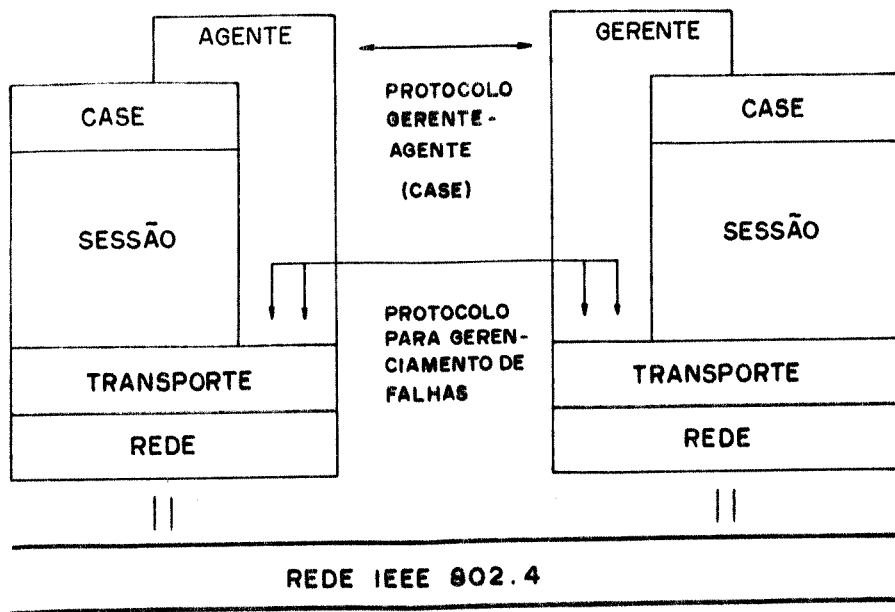 AGENTE
GERENTE
CASE
PROTOCOLO
GERENTE-
AGENTE
(CASE)
CASE
SESSÃO
SESSÃO
PROTOCOLO
PARA GEREN-
CIAMENTO DE
FALHAS
TRANSPORTE
TRANSPORTE
REDE
REDE
REDE IEEE 802.4